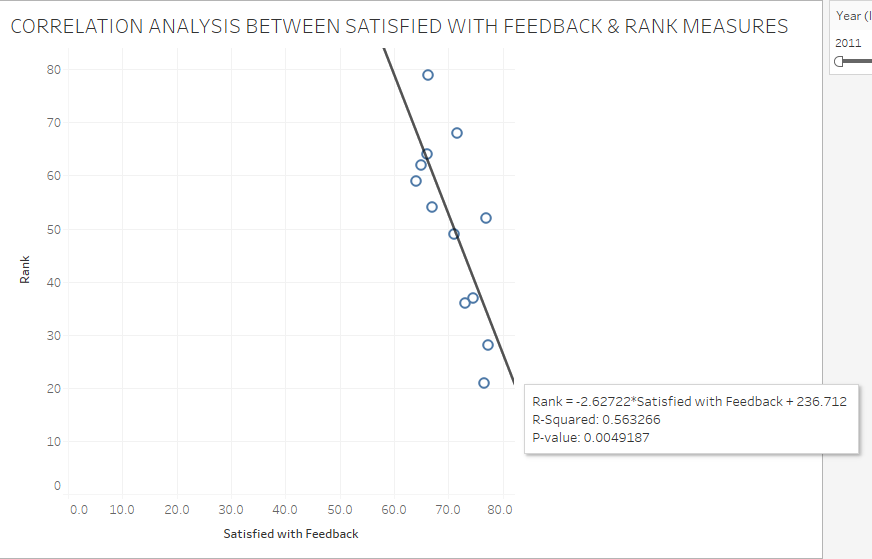 CORRELATION ANALYSIS BETWEEN SATISFIED WITH FEEDBACK & RANK MEASURES
Year (
2011
80
70
60
50
40
30
20
10
0
Rank
0.0 10.0 20.0 30.0 40.0 50.0 60.0 70.0 80.0
Satisfied with Feedback
Rank = -2.62722*Satisfied with Feedback + 236.712
R-Squared: 0.563266
P-value: 0.0049187